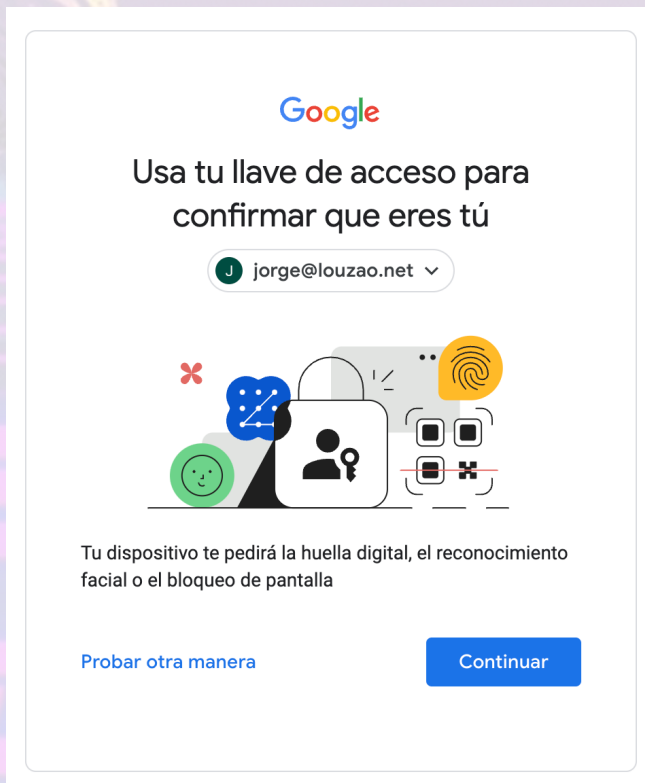 Google
Usa tu llave de acceso para
confirmar que eres tú
J jorge@louzao.net
Tu dispositivo te pedirá la huella digital, el reconocimiento
facial o el bloqueo de pantalla
Probar otra manera Continuar